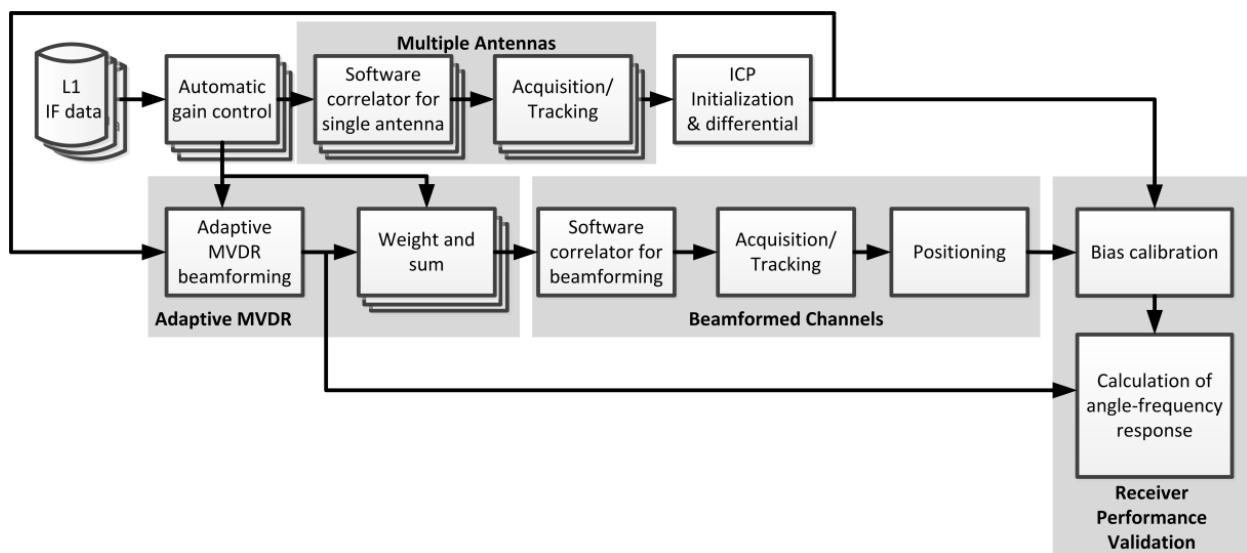 Multiple Antennas
L1
IF data
Automatic
gain control
Software
correlator for
single antenna
Acquisition/
Tracking
ICP
Initialization
& differential
Adaptive
MVDR
beamforming
Weight and
sum
Adaptive MVDR
Software
correlator for
beamforming
Acquisition/
Tracking
Positioning
Beamformed Channels
Bias calibration
Calculation of
angle-frequency
response
Receiver
Performance
Validation